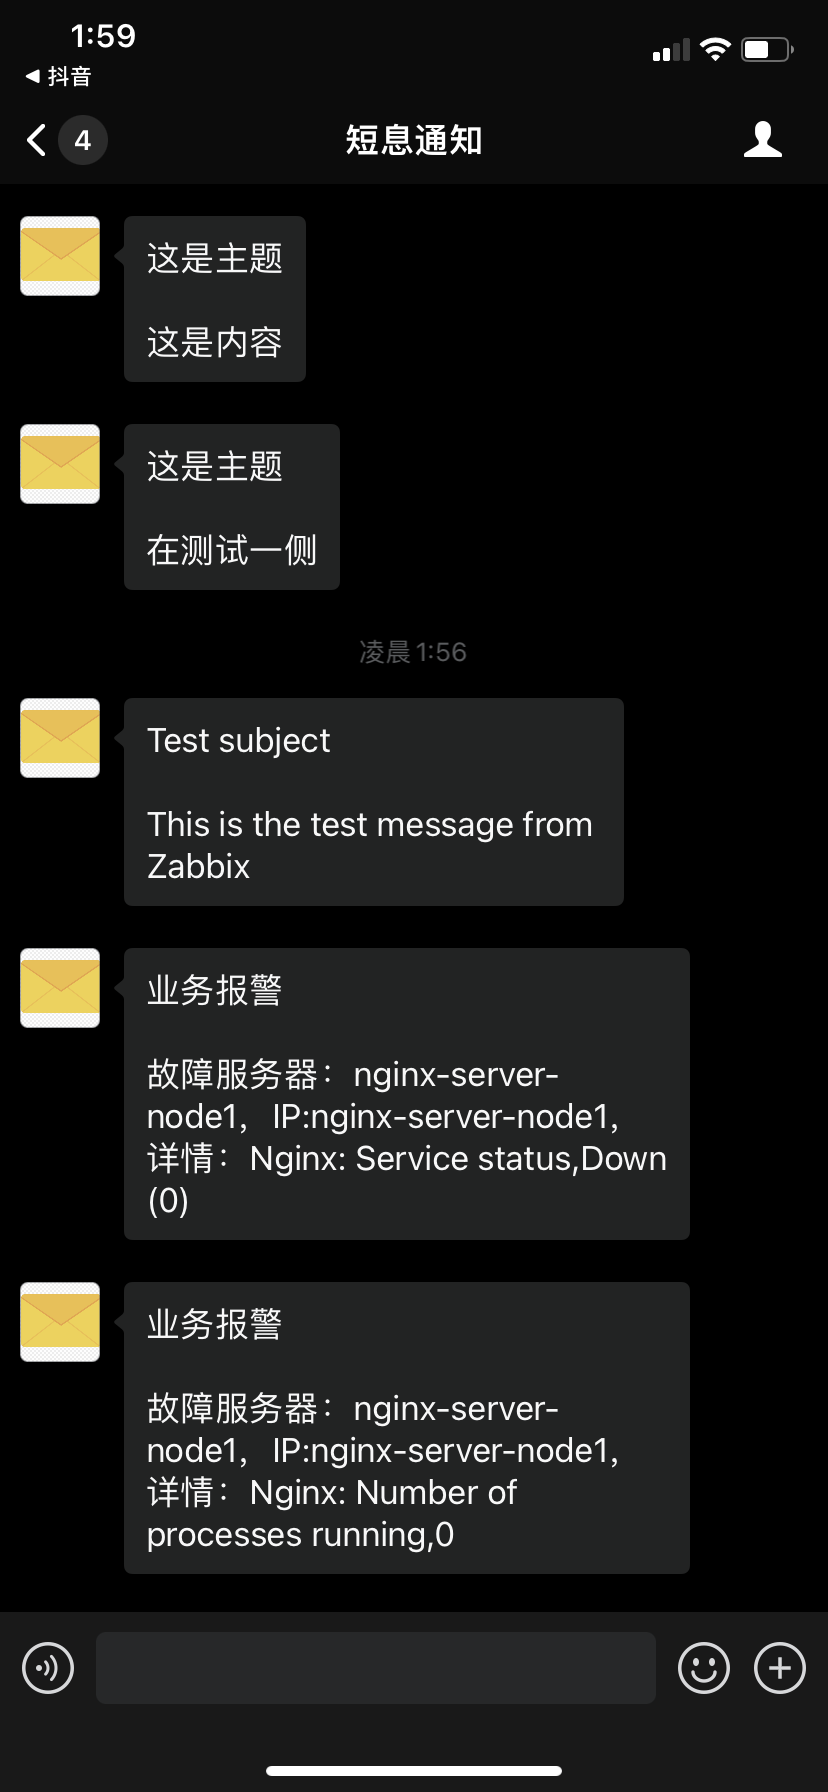 1:59
抖音
4
短息通知
这是主题
这是内容
这是主题
在测试一侧
凌晨 1:56
Test subject
This is the test message from
Zabbix
业务报警
故障服务器：nginx-server-
node1，IP:nginx-server-node1，
详情：Nginx: Service status,Down
(0)
业务报警
故障服务器：nginx-server-
node1，IP:nginx-server-node1，
详情：Nginx: Number of
processes running,0